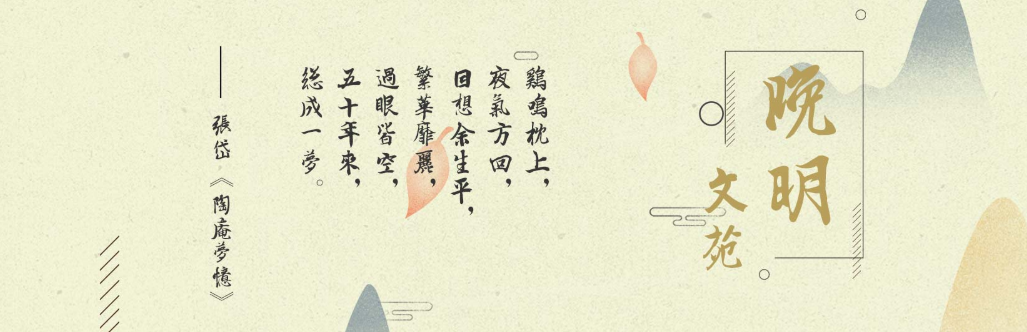 晚明
文苑
鷄鳴枕上，
夜氣方回，
因想余生平，
繁華靡麗，
過眼皆空，
五十年來，
總成一夢。
——張岱《陶庵夢憶》